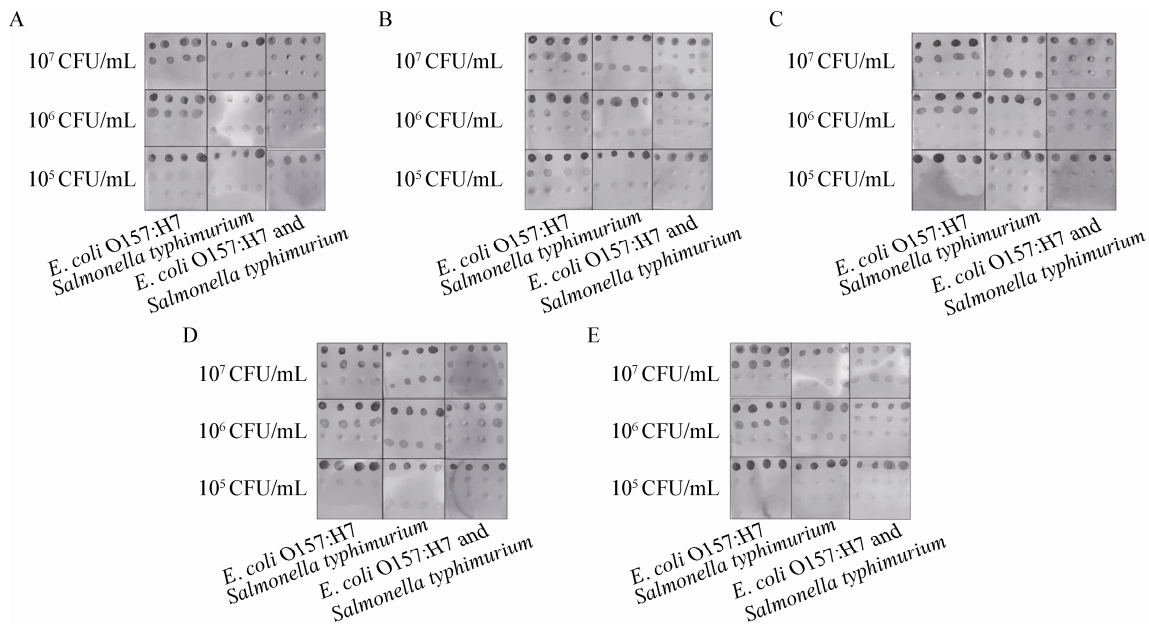 A
10⁷ CFU/mL
10⁶ CFU/mL
10⁵ CFU/mL
E. coli O157:H7
Salmonella typhimurium
E. coli O157:H7 and
Salmonella typhimurium
B
10⁷ CFU/mL
10⁶ CFU/mL
10⁵ CFU/mL
E. coli O157:H7
Salmonella typhimurium
E. coli O157:H7 and
Salmonella typhimurium
C
10⁷ CFU/mL
10⁶ CFU/mL
10⁵ CFU/mL
E. coli O157:H7
Salmonella typhimurium
E. coli O157:H7 and
Salmonella typhimurium
D
10⁷ CFU/mL
10⁶ CFU/mL
10⁵ CFU/mL
E. coli O157:H7
Salmonella typhimurium
E. coli O157:H7 and
Salmonella typhimurium
E
10⁷ CFU/mL
10⁶ CFU/mL
10⁵ CFU/mL
E. coli O157:H7
Salmonella typhimurium
E. coli O157:H7 and
Salmonella typhimurium